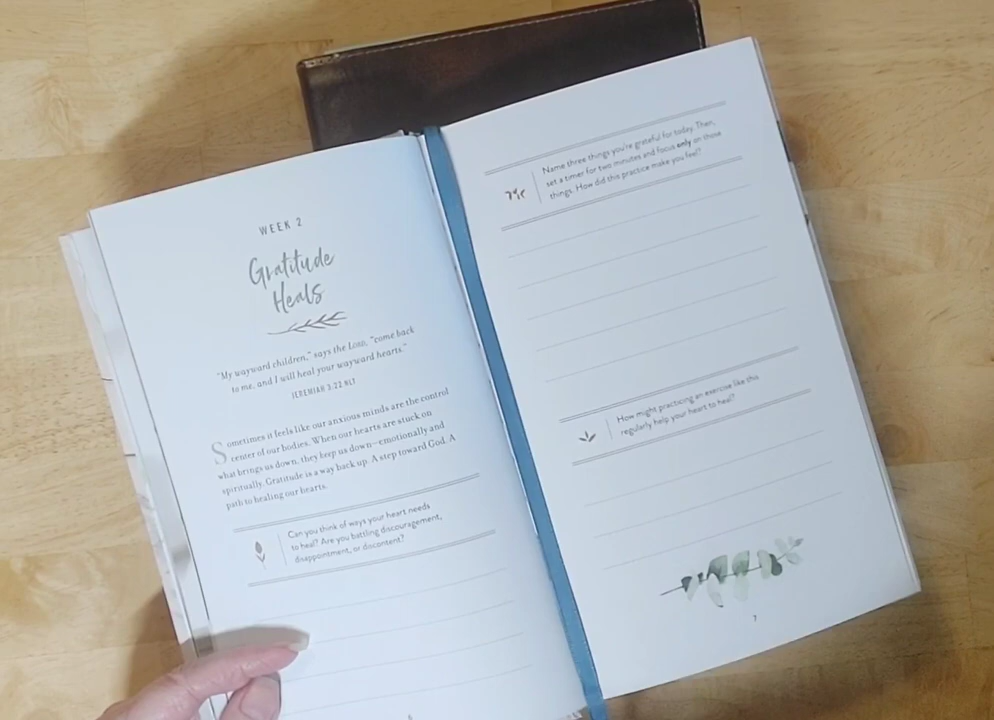 WEEK 2
Gratitude
Heals
"My wayward children," says the LORD, "come back
to me, and I will heal your wayward hearts."
JEREMIAH 3:22 NLT
Sometimes it feels like our anxious minds are the control
center of our bodies. When our hearts are stuck on
what brings us down, they keep us down—emotionally and
spiritually. Gratitude is a way back up. A step toward God. A
path to healing our hearts.
Can you think of ways your heart needs
to heal? Are you battling discouragement,
disappointment, or discontent?
Name three things you're grateful for today. Then,
set a timer for two minutes and focus only on those
things. How did this practice make you feel?
How might practicing an exercise like this
regularly help your heart to heal?
7